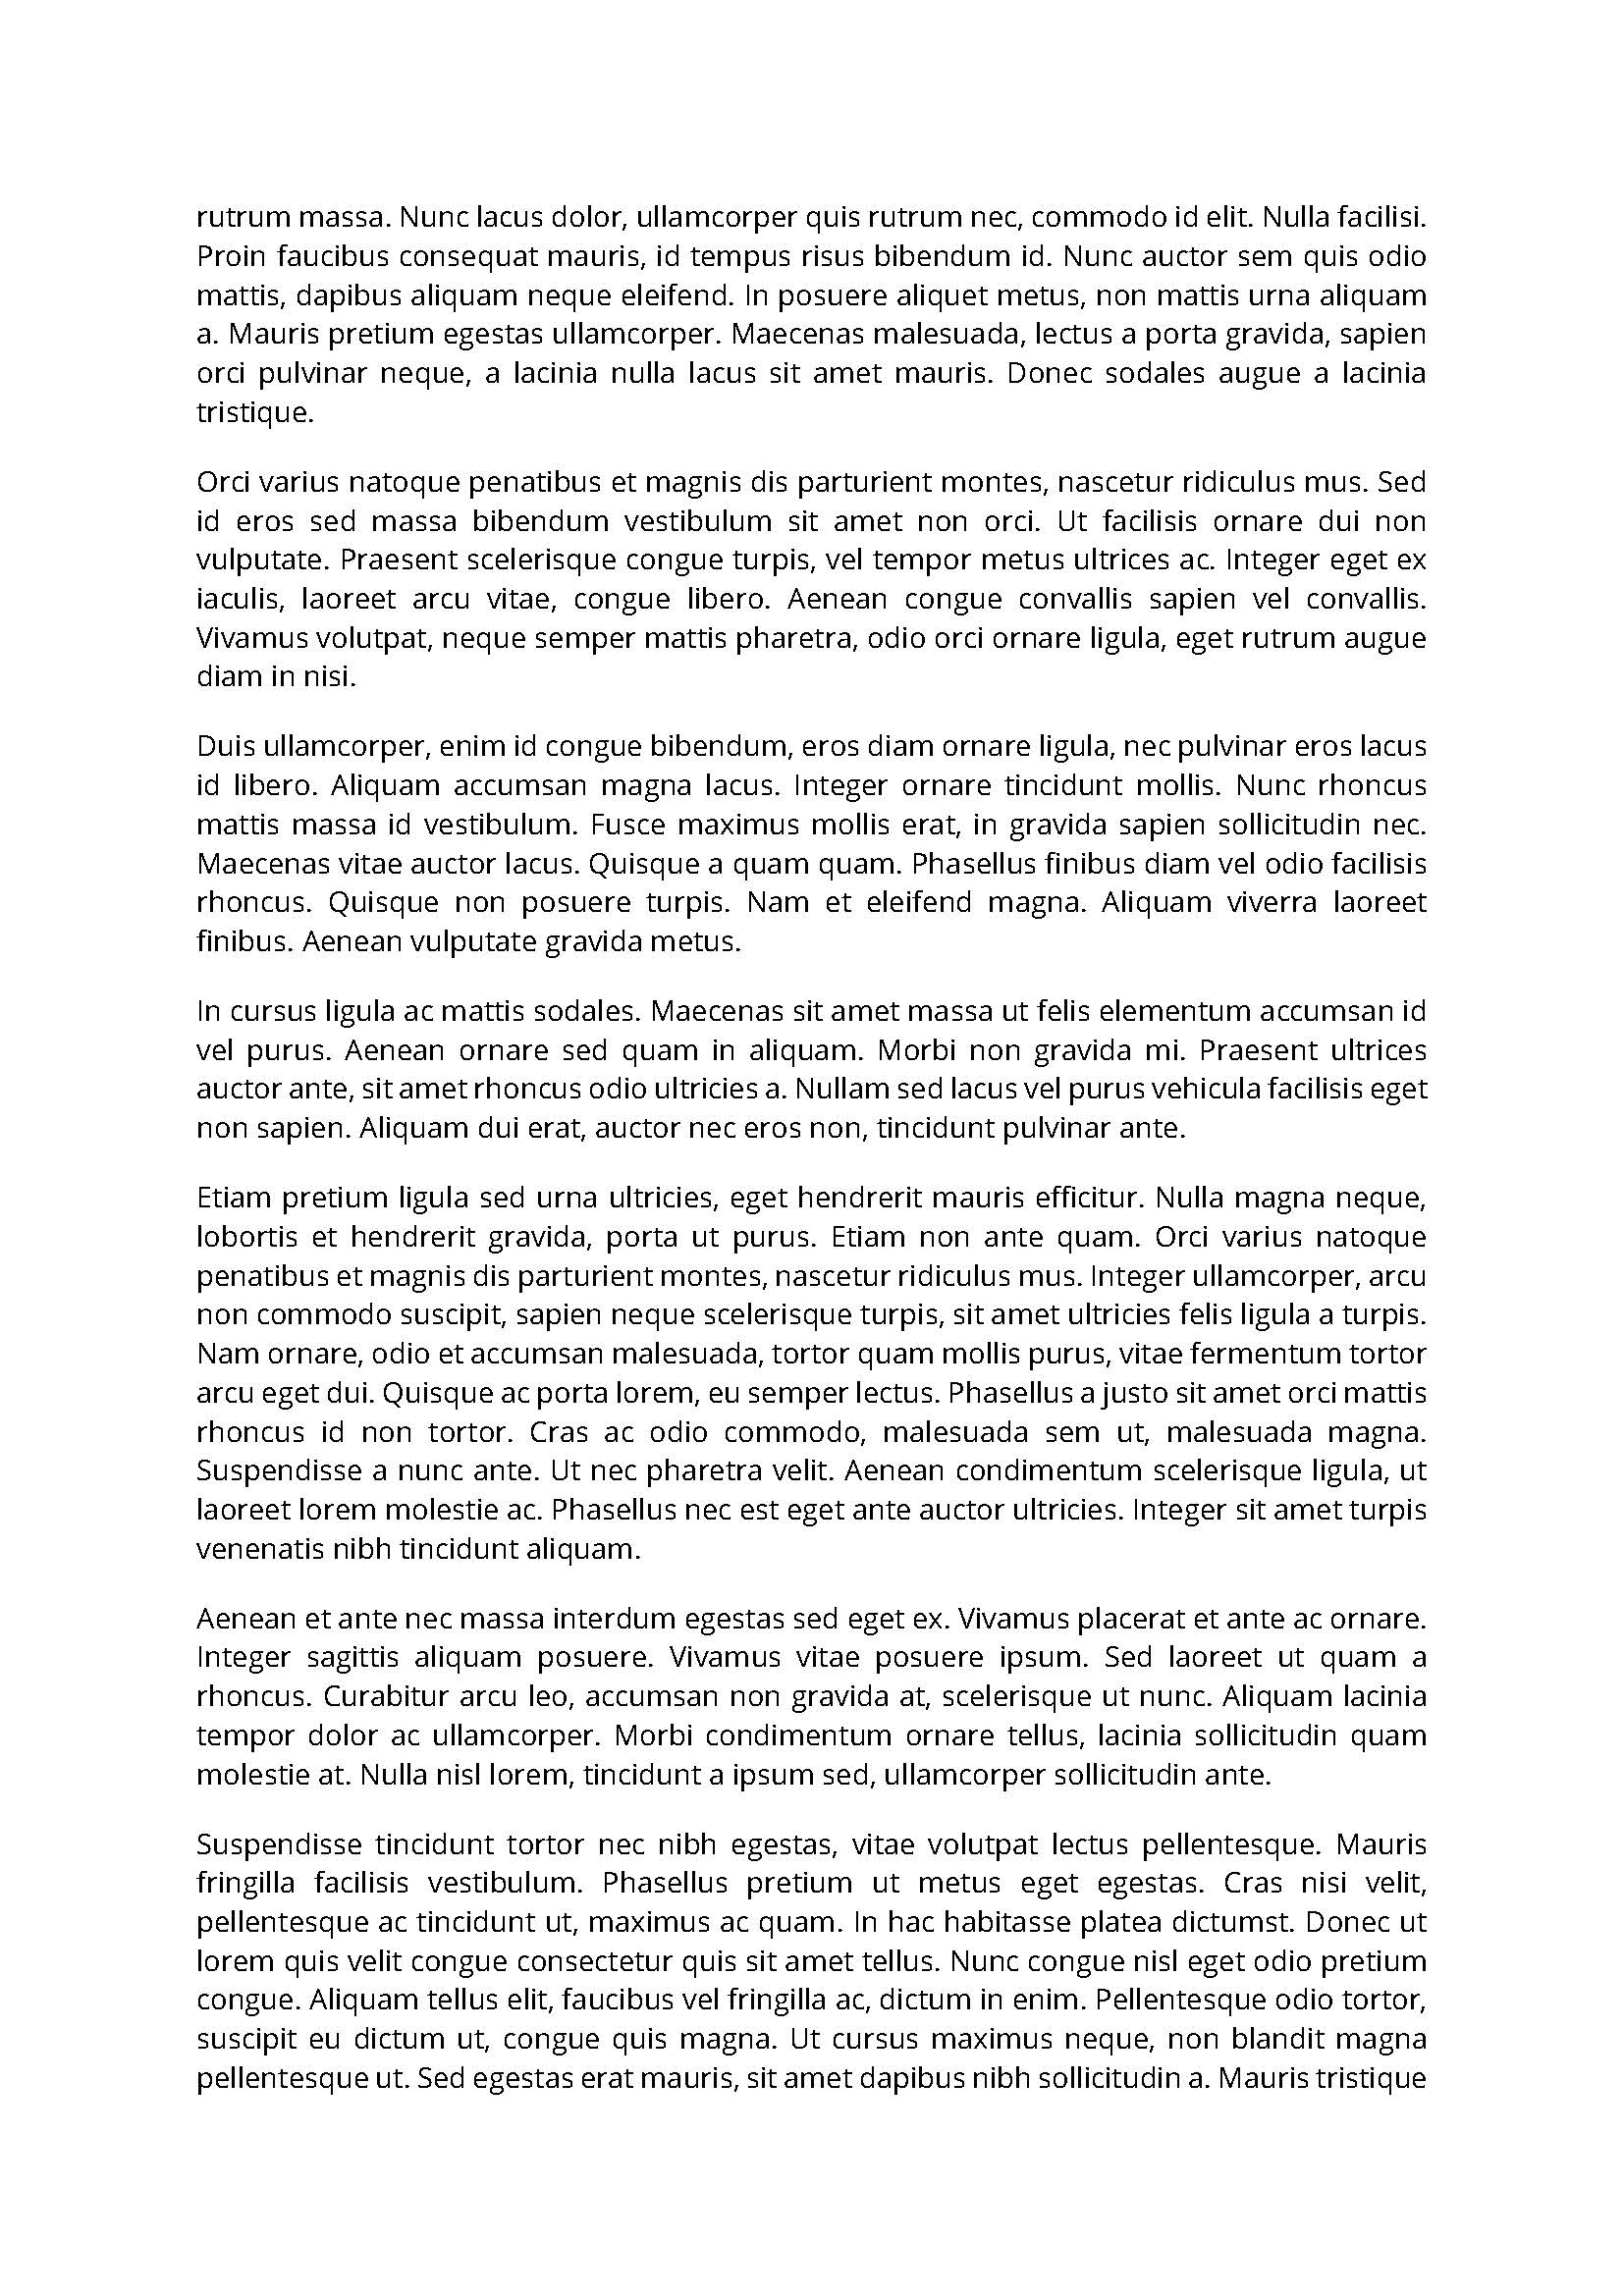 rutrum massa. Nunc lacus dolor, ullamcorper quis rutrum nec, commodo id elit. Nulla facilisi.
Proin faucibus consequat mauris, id tempus risus bibendum id. Nunc auctor sem quis odio
mattis, dapibus aliquam neque eleifend. In posuere aliquet metus, non mattis urna aliquam
a. Mauris pretium egestas ullamcorper. Maecenas malesuada, lectus a porta gravida, sapien
orci pulvinar neque, a lacinia nulla lacus sit amet mauris. Donec sodales augue a lacinia
tristique.
Orci varius natoque penatibus et magnis dis parturient montes, nascetur ridiculus mus. Sed
id eros sed massa bibendum vestibulum sit amet non orci. Ut facilisis ornare dui non
vulputate. Praesent scelerisque congue turpis, vel tempor metus ultrices ac. Integer eget ex
iaculis, laoreet arcu vitae, congue libero. Aenean congue convallis sapien vel convallis.
Vivamus volutpat, neque semper mattis pharetra, odio orci ornare ligula, eget rutrum augue
diam in nisi.
Duis ullamcorper, enim id congue bibendum, eros diam ornare ligula, nec pulvinar eros lacus
id libero. Aliquam accumsan magna lacus. Integer ornare tincidunt mollis. Nunc rhoncus
mattis massa id vestibulum. Fusce maximus mollis erat, in gravida sapien sollicitudin nec.
Maecenas vitae auctor lacus. Quisque a quam quam. Phasellus finibus diam vel odio facilisis
rhoncus. Quisque non posuere turpis. Nam et eleifend magna. Aliquam viverra laoreet
finibus. Aenean vulputate gravida metus.
In cursus ligula ac mattis sodales. Maecenas sit amet massa ut felis elementum accumsan id
vel purus. Aenean ornare sed quam in aliquam. Morbi non gravida mi. Praesent ultrices
auctor ante, sit amet rhoncus odio ultricies a. Nullam sed lacus vel purus vehicula facilisis eget
non sapien. Aliquam dui erat, auctor nec eros non, tincidunt pulvinar ante.
Etiam pretium ligula sed urna ultricies, eget hendrerit mauris efficitur. Nulla magna neque,
lobortis et hendrerit gravida, porta ut purus. Etiam non ante quam. Orci varius natoque
penatibus et magnis dis parturient montes, nascetur ridiculus mus. Integer ullamcorper, arcu
non commodo suscipit, sapien neque scelerisque turpis, sit amet ultricies felis ligula a turpis.
Nam ornare, odio et accumsan malesuada, tortor quam mollis purus, vitae fermentum tortor
arcu eget dui. Quisque ac porta lorem, eu semper lectus. Phasellus a justo sit amet orci mattis
rhoncus id non tortor. Cras ac odio commodo, malesuada sem ut, malesuada magna.
Suspendisse a nunc ante. Ut nec pharetra velit. Aenean condimentum scelerisque ligula, ut
laoreet lorem molestie ac. Phasellus nec est eget ante auctor ultricies. Integer sit amet turpis
venenatis nibh tincidunt aliquam.
Aenean et ante nec massa interdum egestas sed eget ex. Vivamus placerat et ante ac ornare.
Integer sagittis aliquam posuere. Vivamus vitae posuere ipsum. Sed laoreet ut quam a
rhoncus. Curabitur arcu leo, accumsan non gravida at, scelerisque ut nunc. Aliquam lacinia
tempor dolor ac ullamcorper. Morbi condimentum ornare tellus, lacinia sollicitudin quam
molestie at. Nulla nisl lorem, tincidunt a ipsum sed, ullamcorper sollicitudin ante.
Suspendisse tincidunt tortor nec nibh egestas, vitae volutpat lectus pellentesque. Mauris
fringilla facilisis vestibulum. Phasellus pretium ut metus eget egestas. Cras nisi velit,
pellentesque ac tincidunt ut, maximus ac quam. In hac habitasse platea dictumst. Donec ut
lorem quis velit congue consectetur quis sit amet tellus. Nunc congue nisl eget odio pretium
congue. Aliquam tellus elit, faucibus vel fringilla ac, dictum in enim. Pellentesque odio tortor,
suscipit eu dictum ut, congue quis magna. Ut cursus maximus neque, non blandit magna
pellentesque ut. Sed egestas erat mauris, sit amet dapibus nibh sollicitudin a. Mauris tristique